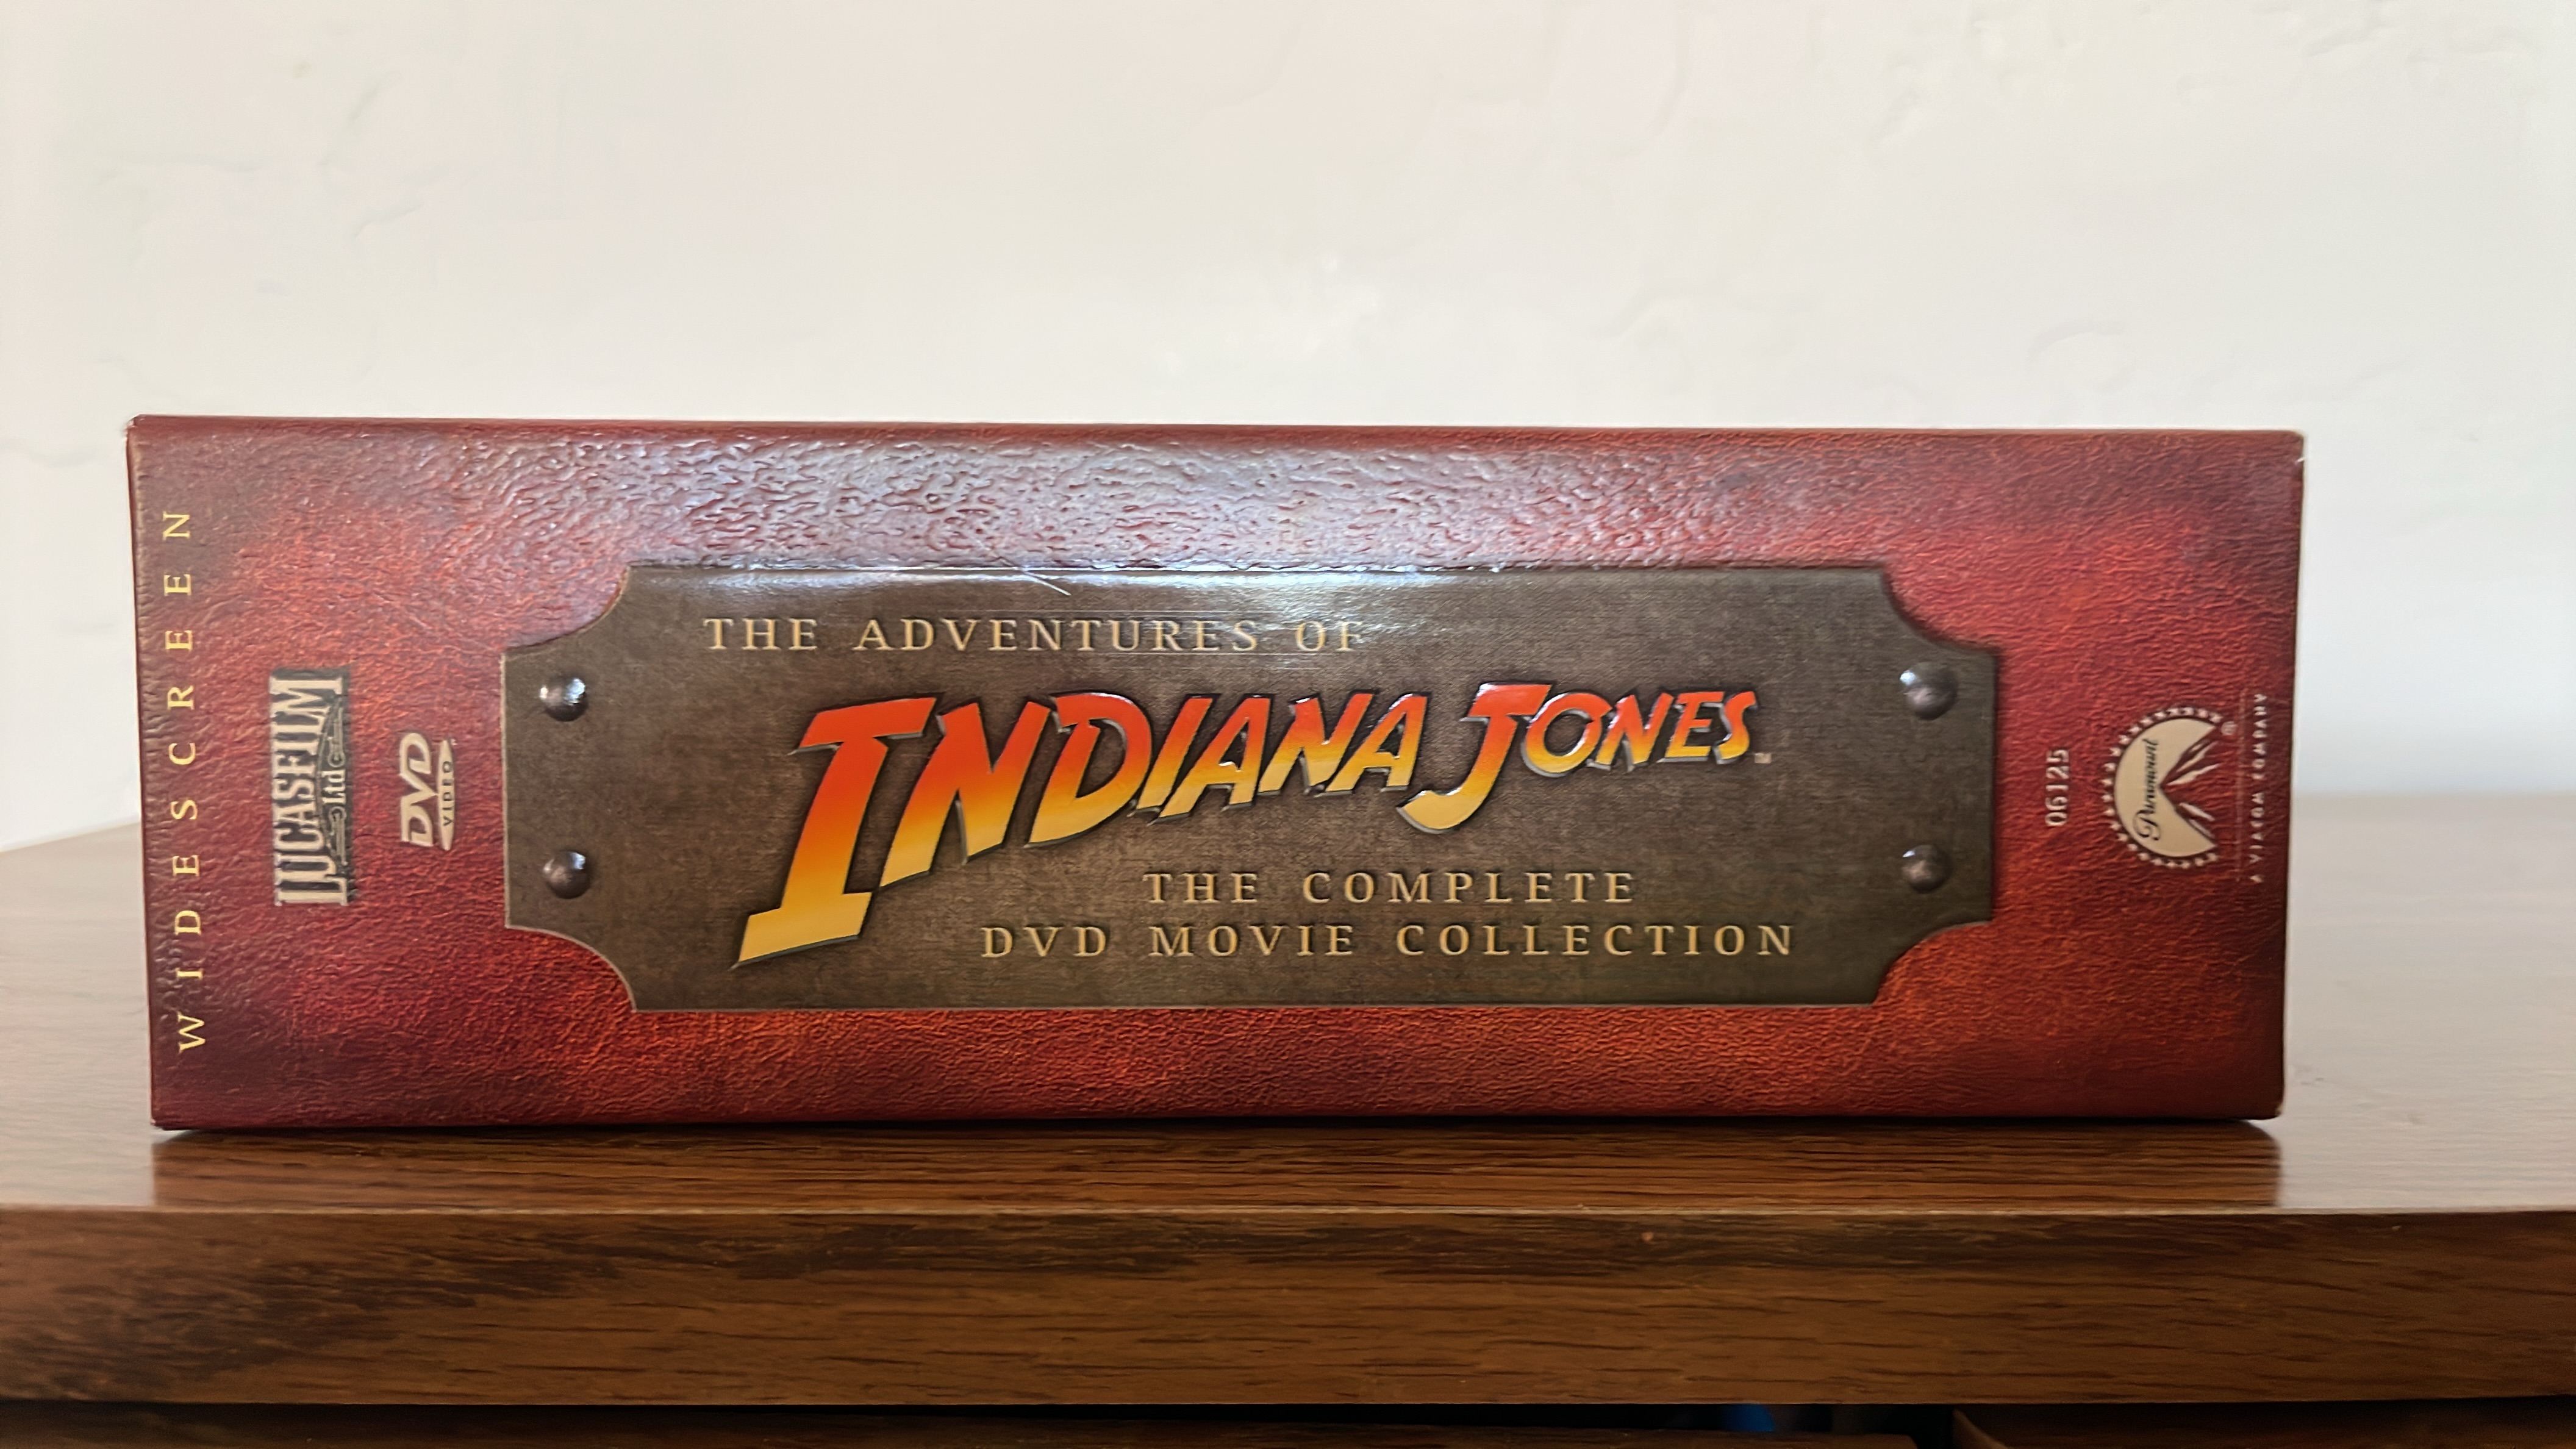 WIDESCREEN
LUCASFILM
Ltd
DVD
VIDEO
THE ADVENTURES OF
INDIANA JONES
TM
THE COMPLETE
DVD MOVIE COLLECTION
06125
Paramount
®
A VIACOM COMPANY